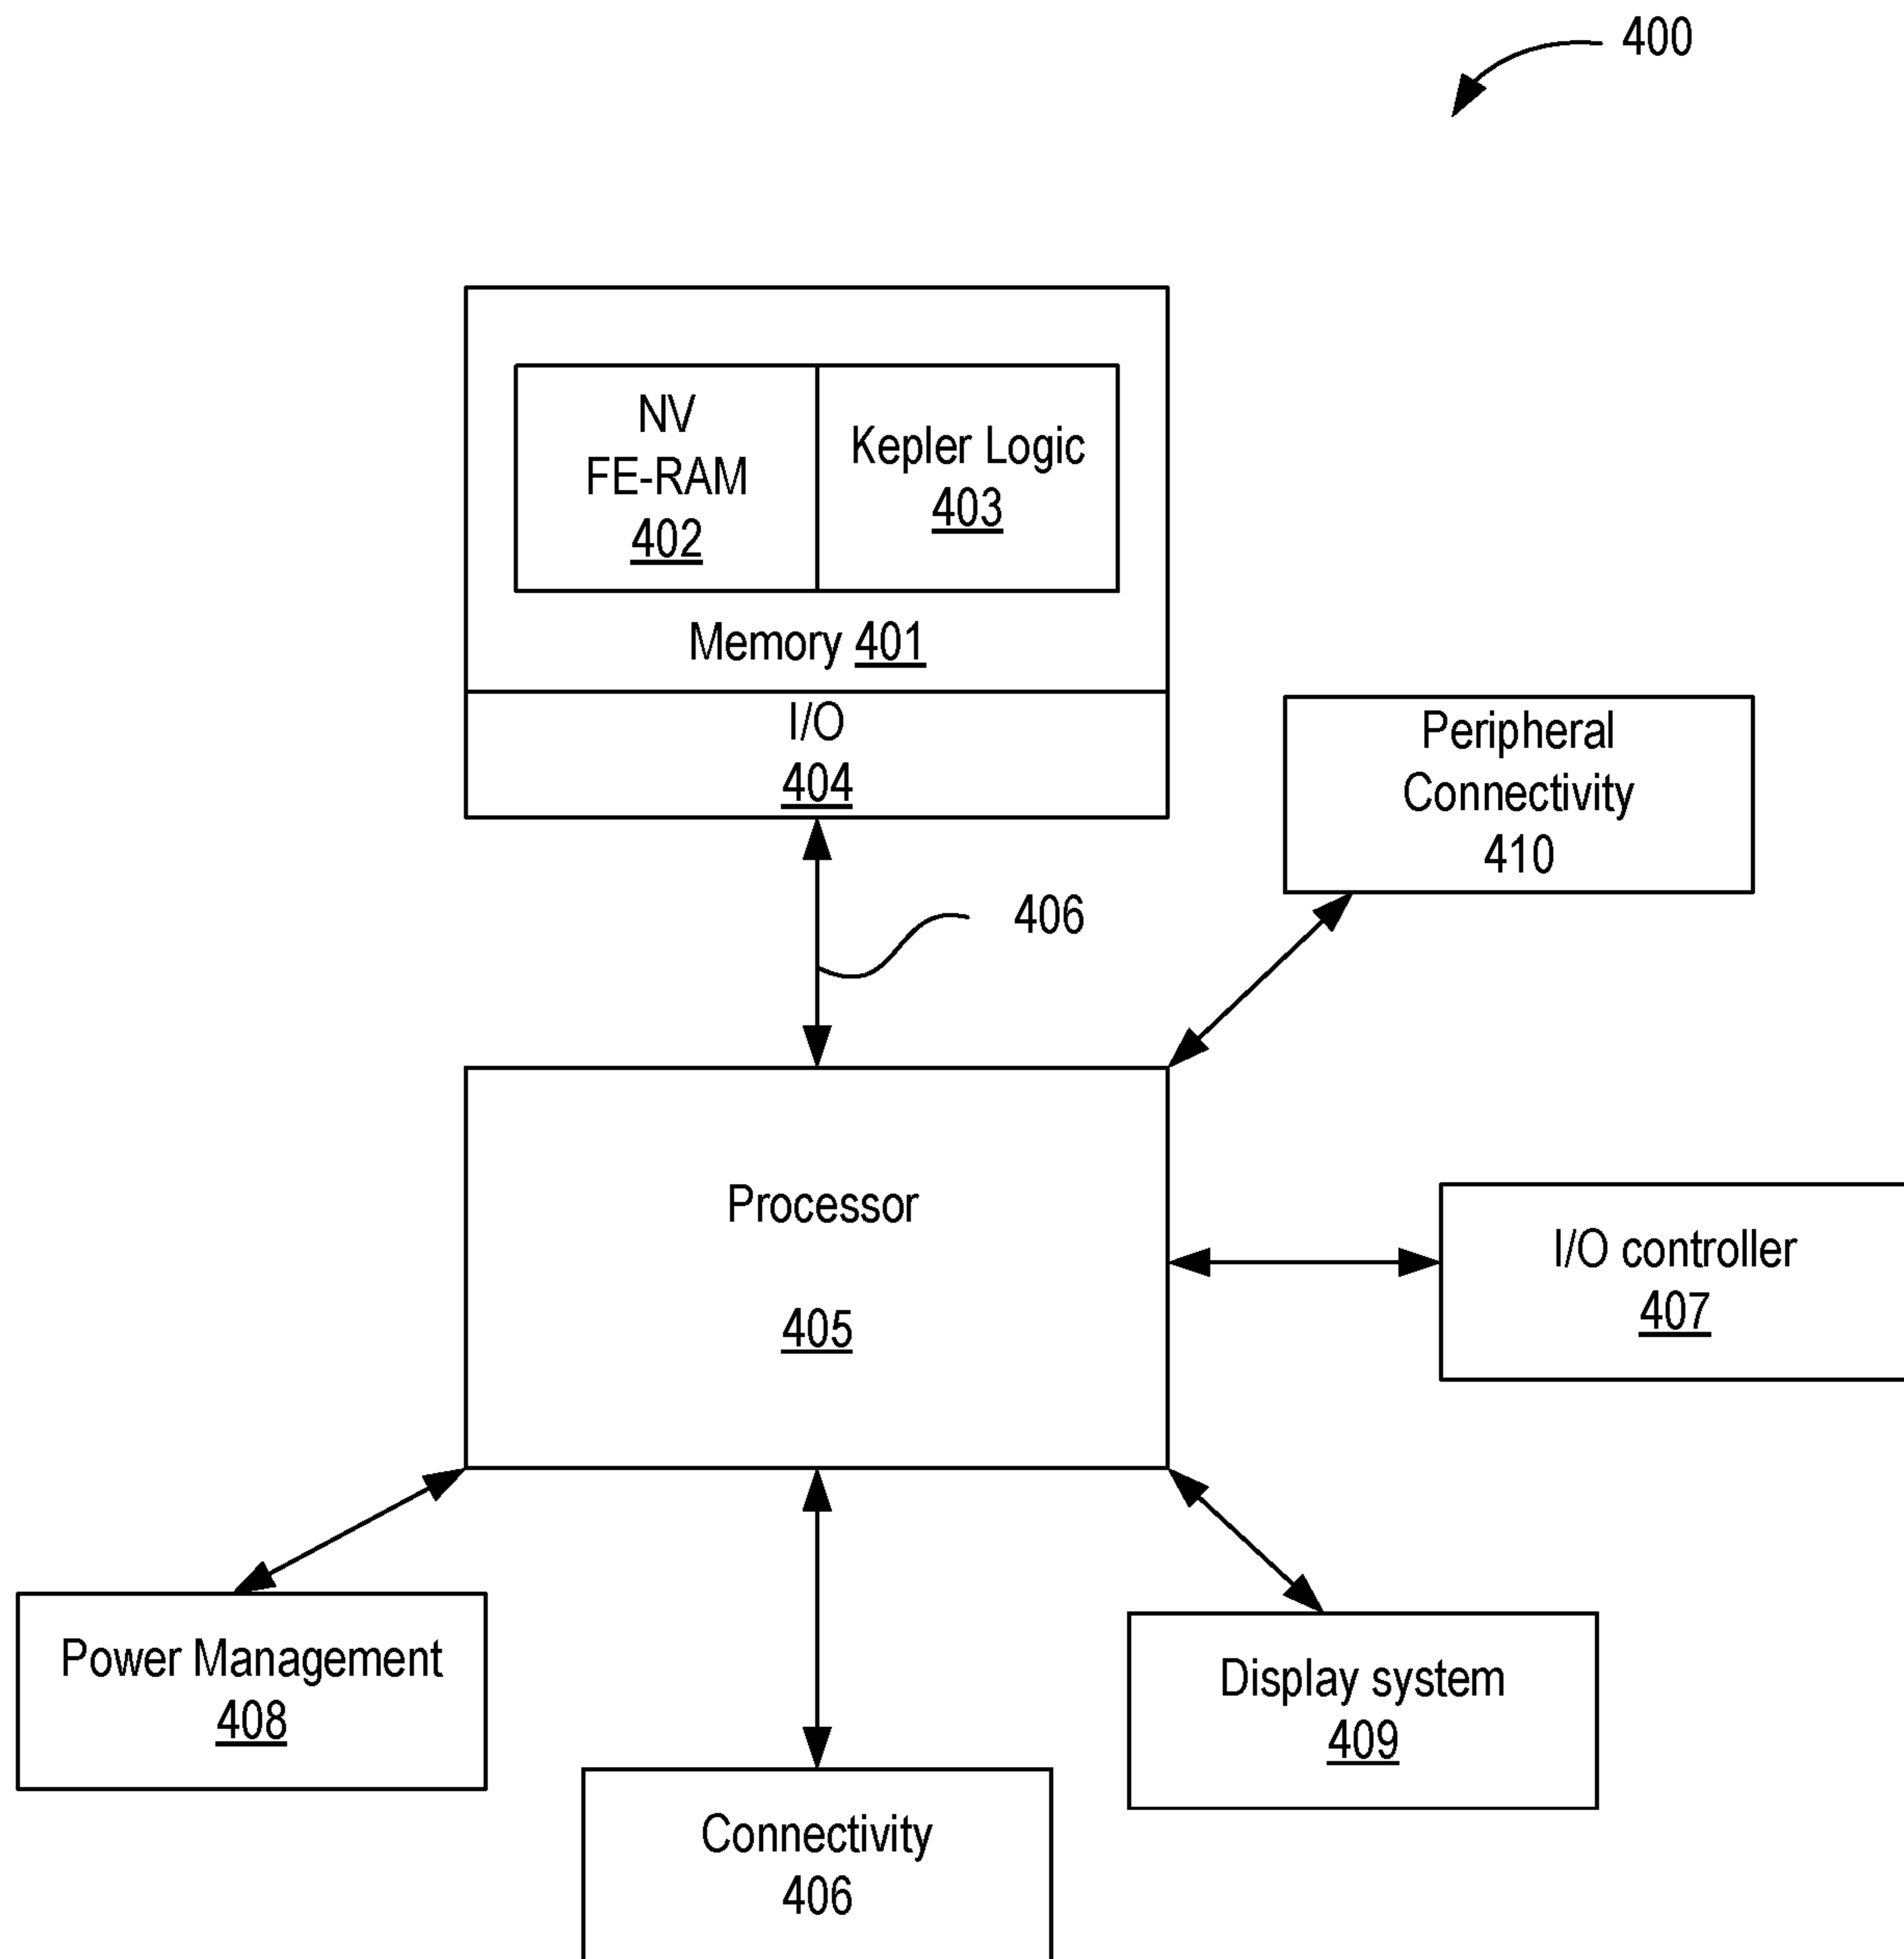 400
NV
FE-RAM
402
Kepler Logic
403
Memory 401
I/O
404
Peripheral
Connectivity
410
406
Processor
405
I/O controller
407
Power Management
408
Display system
409
Connectivity
406